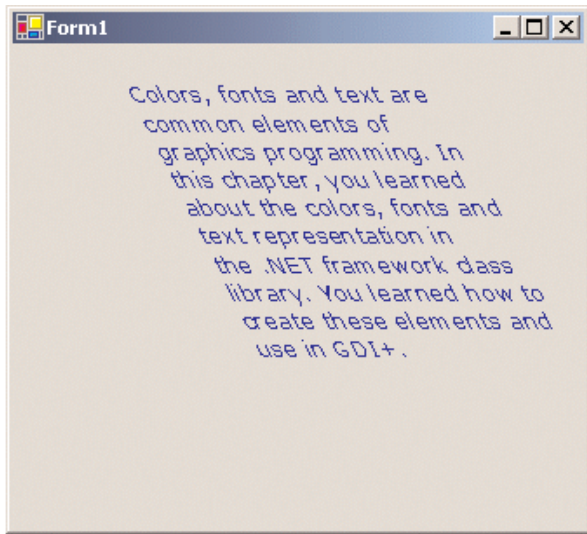 Form1
Colors, fonts and text are
common elements of
graphics programming. In
this chapter, you learned
about the colors, fonts and
text representation in
the .NET framework class
library. You learned how to
create these elements and
use in GDI+.